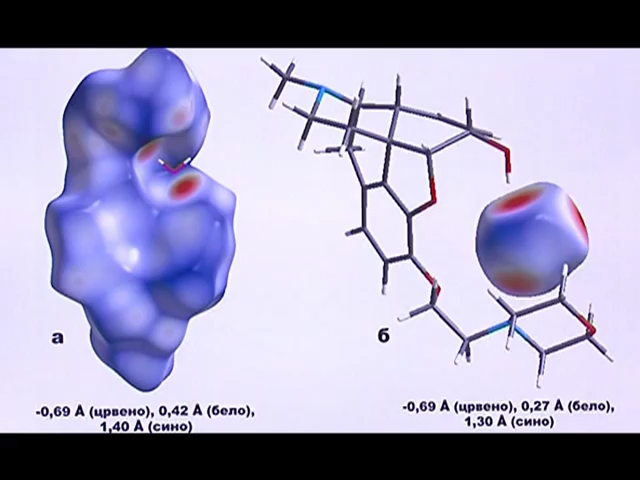 а
б
-0,69 Å (црвено), 0,42 Å (бело),
1,40 Å (сино)
-0,69 Å (црвено), 0,27 Å (бело),
1,30 Å (сино)